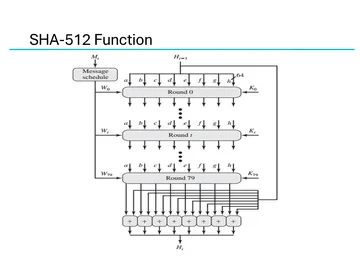 SHA-512 Function
Mi Hi−1
Message
schedule
64
a b c d e f g h
W0 Round 0 K0
a b c d e f g h
Wt Round t Kt
a b c d e f g h
W79 Round 79 K79
+ + + + + + + +
Hi